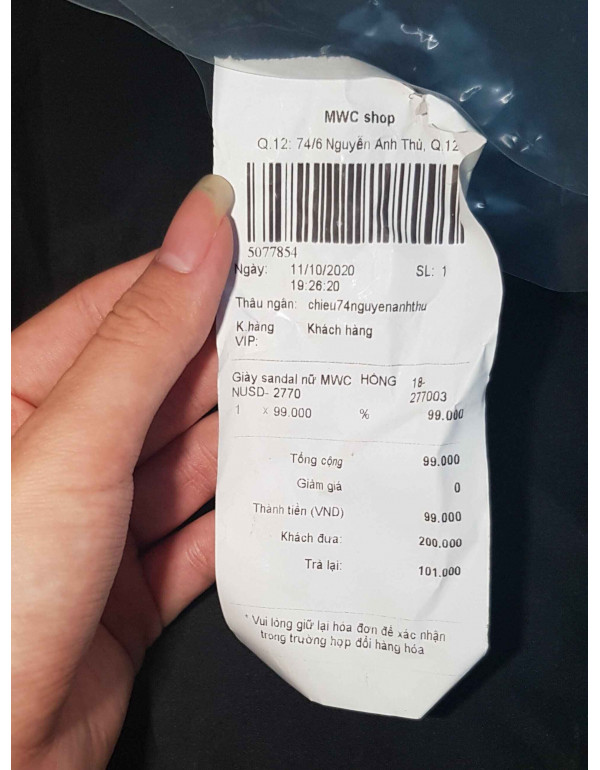 MWC shop
Q.12: 74/6 Nguyễn Ảnh Thủ, Q.12
5077854
Ngày: 11/10/2020 SL: 1
19:26:20
Thâu ngân: chieu74nguyenanhthu
K.hàng Khách hàng
VIP:
Giày sandal nữ MWC HỒNG 18-
NUSD- 2770 277003
1 x 99.000 % 99.000
Tổng cộng 99.000
Giảm giá 0
Thành tiền (VND) 99.000
Khách đưa: 200.000
Trả lại: 101.000
* Vui lòng giữ lại hóa đơn để xác nhận
trong trường hợp đổi hàng hóa